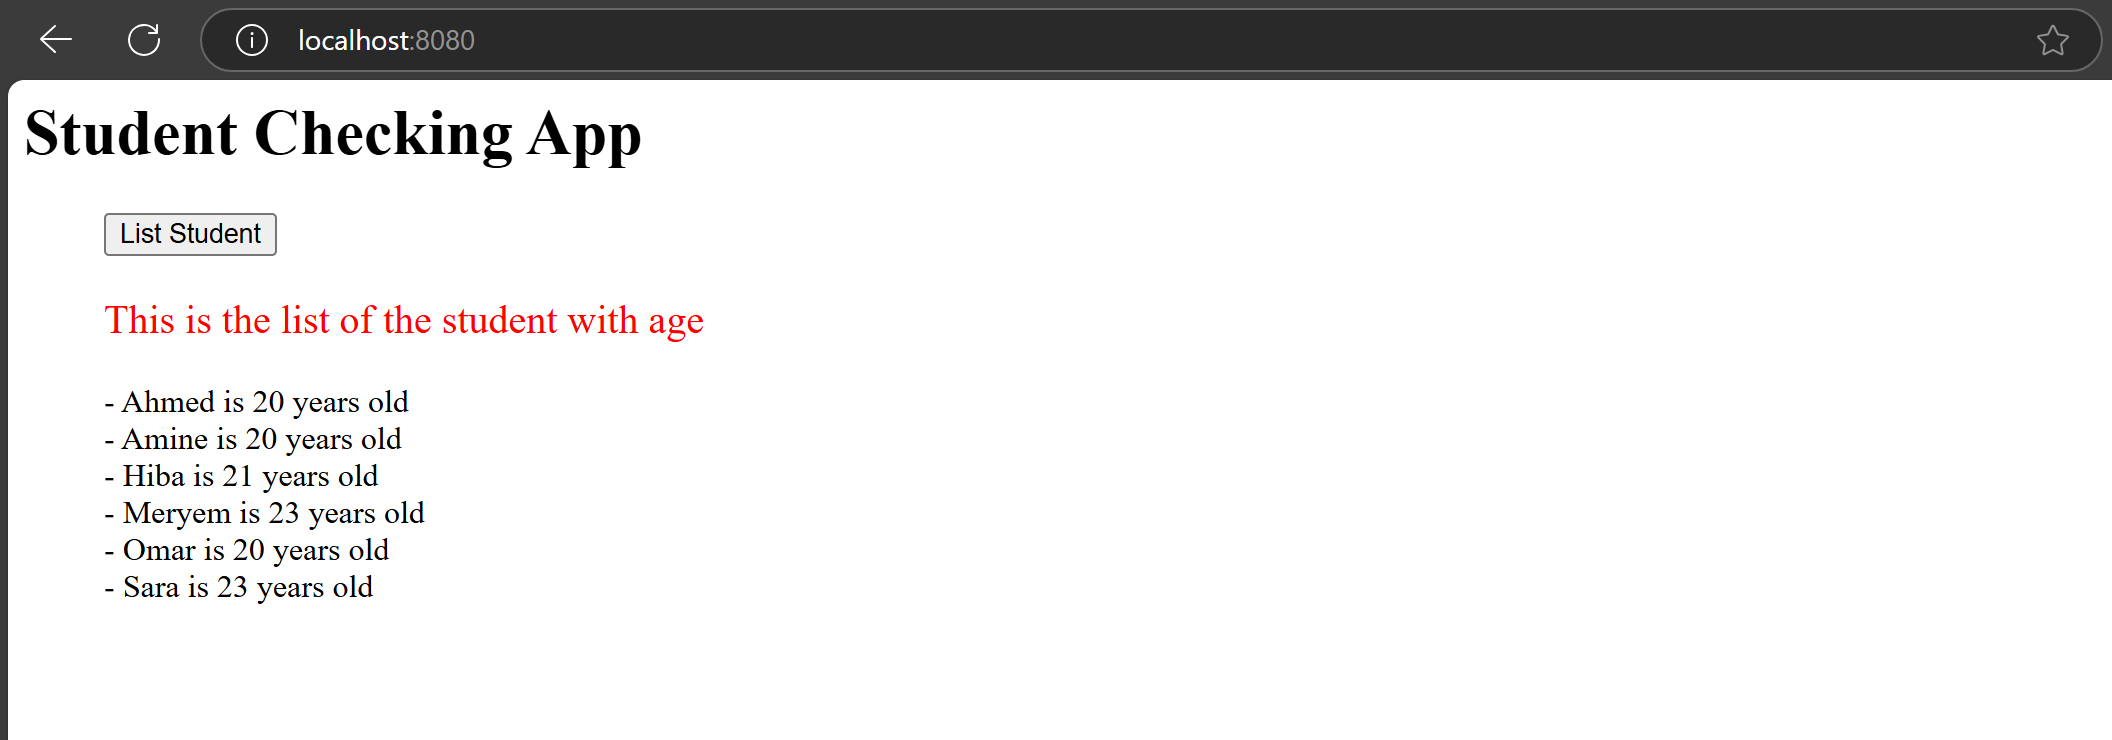 localhost:8080
Student Checking App
List Student
This is the list of the student with age
- Ahmed is 20 years old
- Amine is 20 years old
- Hiba is 21 years old
- Meryem is 23 years old
- Omar is 20 years old
- Sara is 23 years old